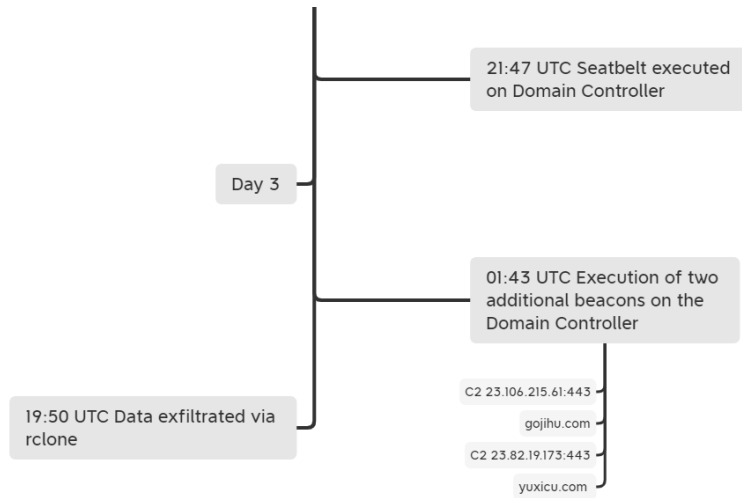 21:47 UTC Seatbelt executed
on Domain Controller
Day 3
01:43 UTC Execution of two
additional beacons on the
Domain Controller
C2 23.106.215.61:443
gojihu.com
C2 23.82.19.173:443
yuxicu.com
19:50 UTC Data exfiltrated via
rclone